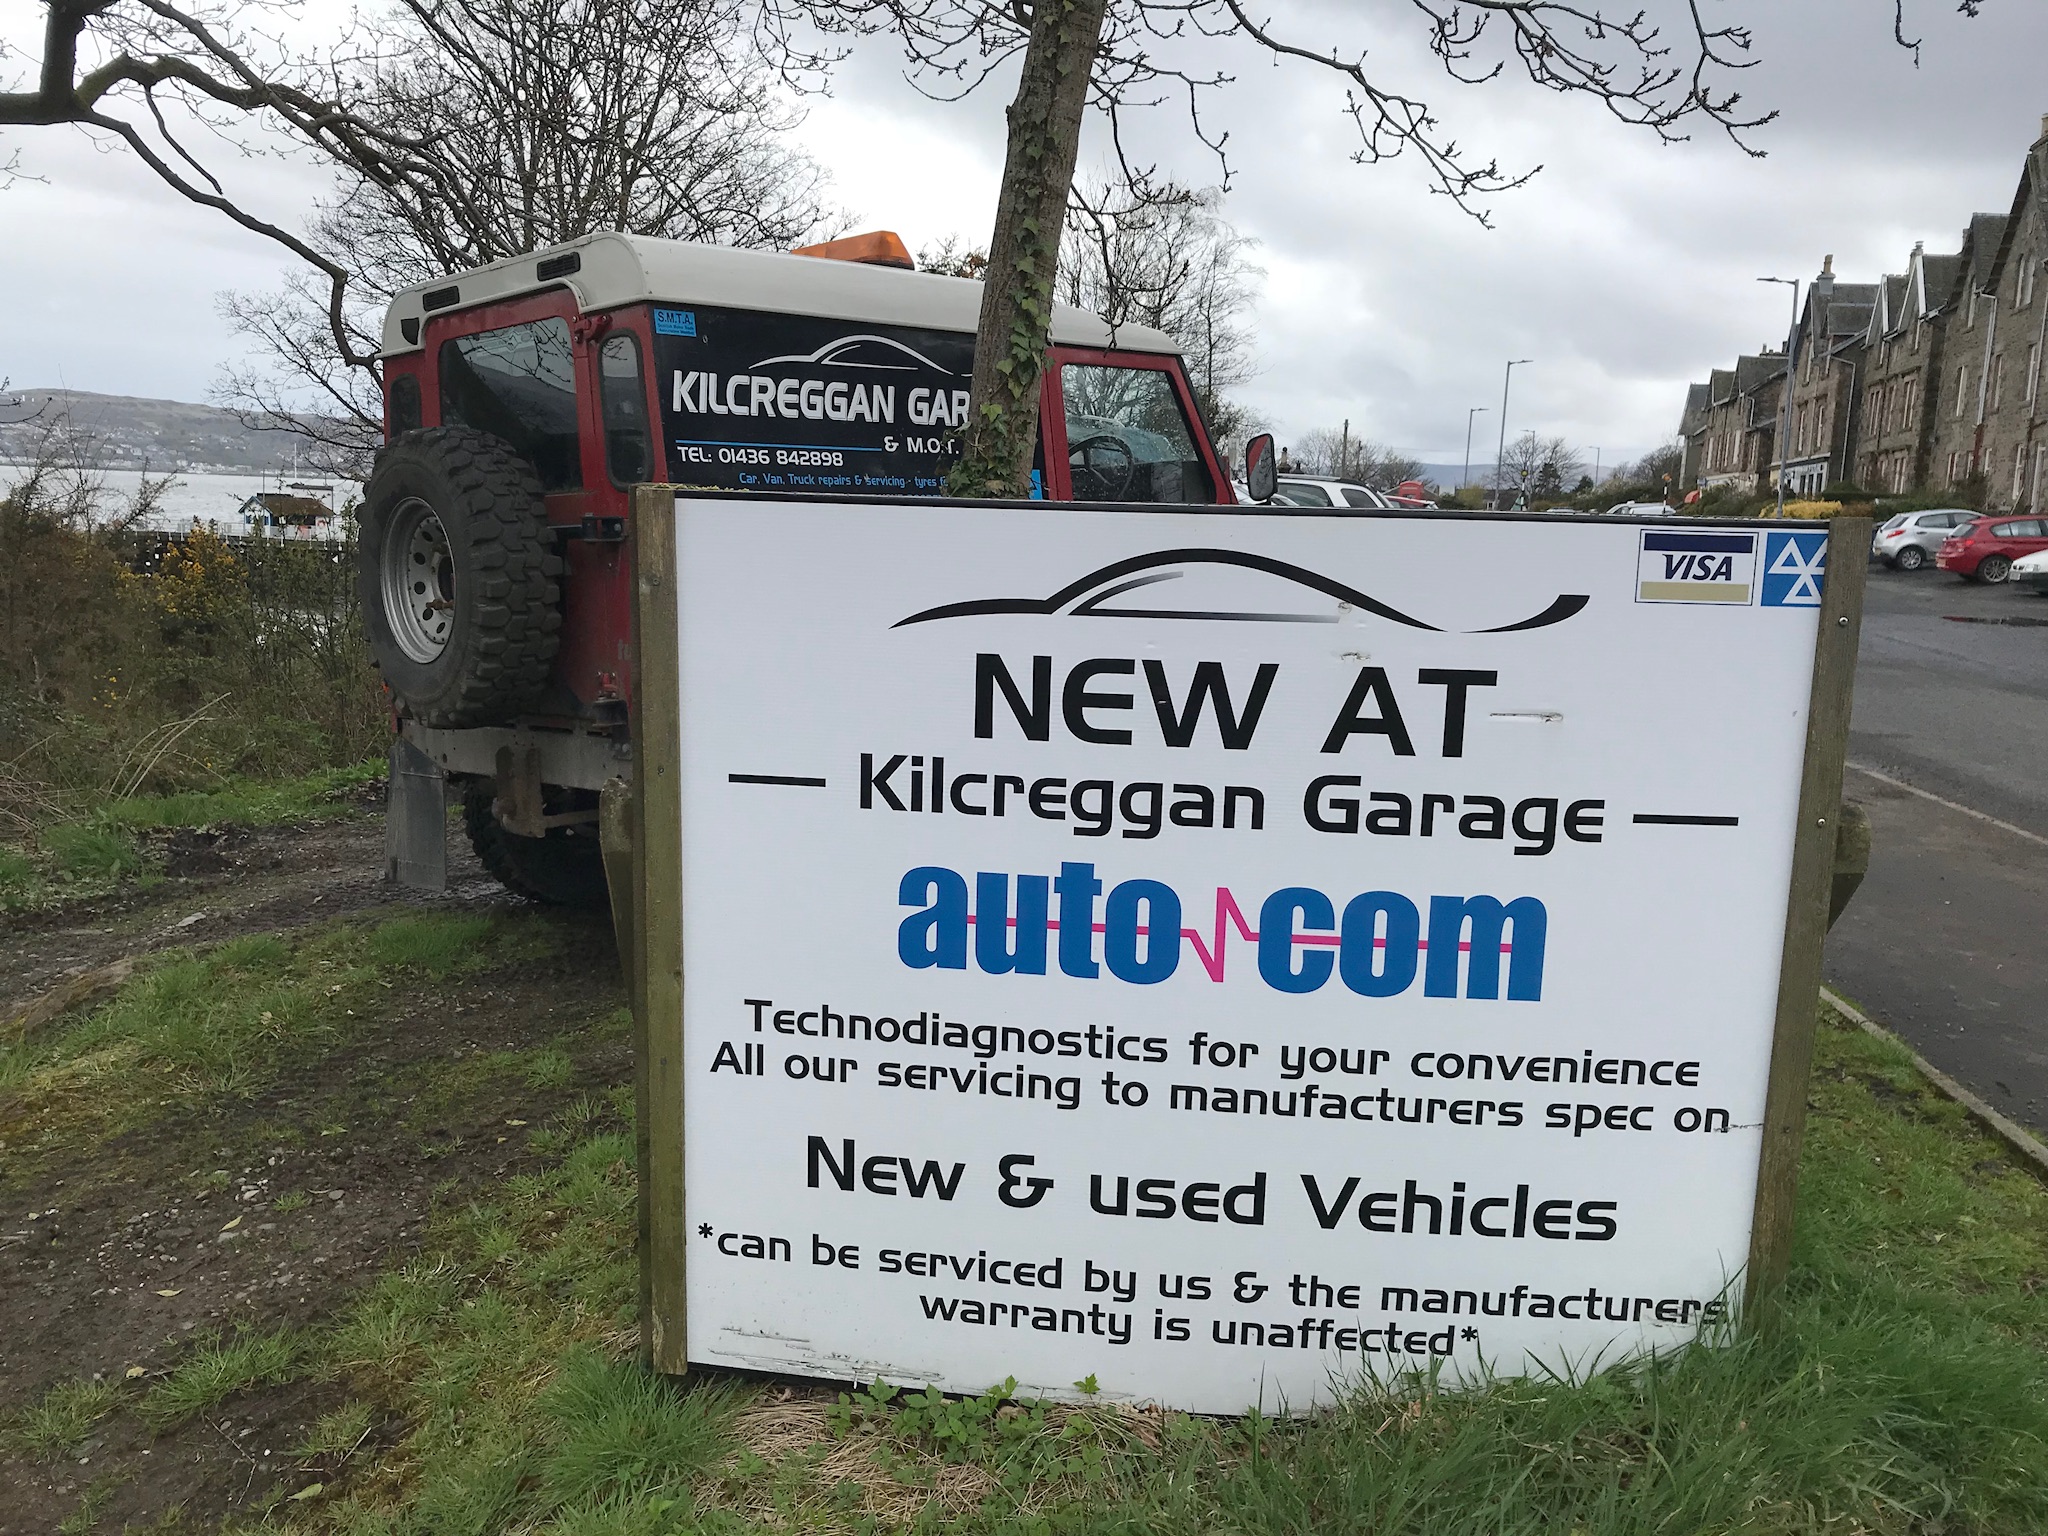 S.M.T.A.
KILCREGGAN GAR
& M.O.T.
TEL: 01436 842898
Car, Van, Truck repairs & servicing - tyres
VISA
NEW AT
Kilcreggan Garage
auto com
Technodiagnostics for your convenience
All our servicing to manufacturers spec on
New & used Vehicles
*can be serviced by us & the manufacturers
warranty is unaffected*